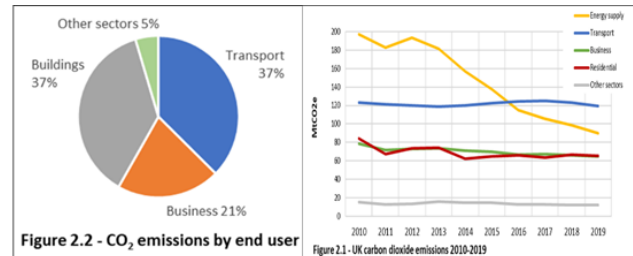 Other sectors 5%
Buildings
37%
Transport
37%
Business 21%
Figure 2.2 - CO₂ emissions by end user
Energy supply
Transport
Business
Residential
Other sectors
MtCO2e
200
180
160
140
120
100
80
60
40
20
0
2010 2011 2012 2013 2014 2015 2016 2017 2018 2019
Figure 2.1 - UK carbon dioxide emissions 2010-2019